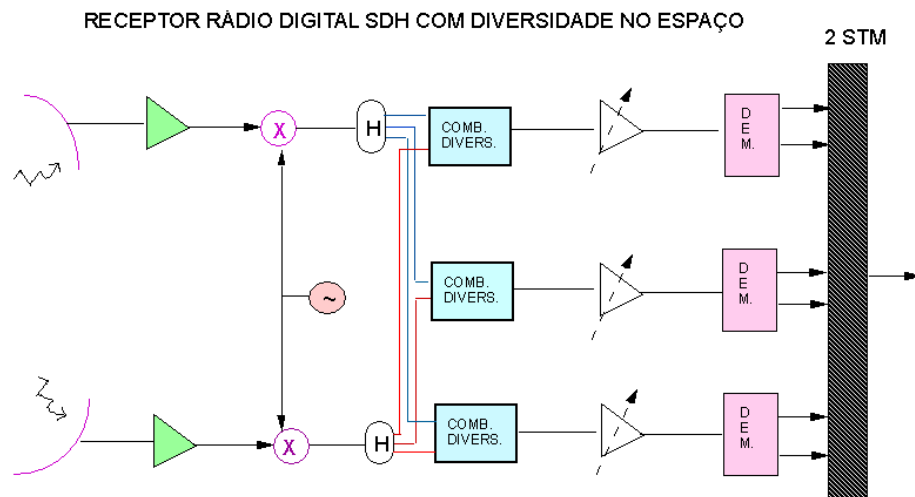 RECEPTOR RÁDIO DIGITAL SDH COM DIVERSIDADE NO ESPAÇO
2 STM
X
H
COMB.
DIVERS.
D
E
M.
~
COMB.
DIVERS.
D
E
M.
X
H
COMB.
DIVERS.
D
E
M.